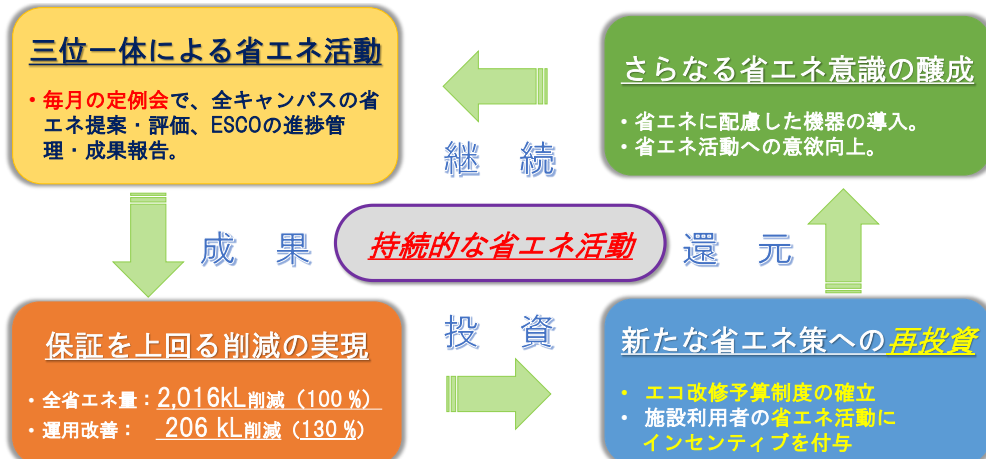 三位一体による省エネ活動
・毎月の定例会で、全キャンパスの省
エネ提案・評価、ESCOの進捗管
理・成果報告。
さらなる省エネ意識の醸成
・省エネに配慮した機器の導入。
・省エネ活動への意欲向上。
継 続
成 果
持続的な省エネ活動
還 元
投 資
保証を上回る削減の実現
・全省エネ量：2,016kL削減（100 %）
・運用改善： 206 kL削減（130 %）
新たな省エネ策への再投資
・ エコ改修予算制度の確立
・ 施設利用者の省エネ活動に
インセンティブを付与